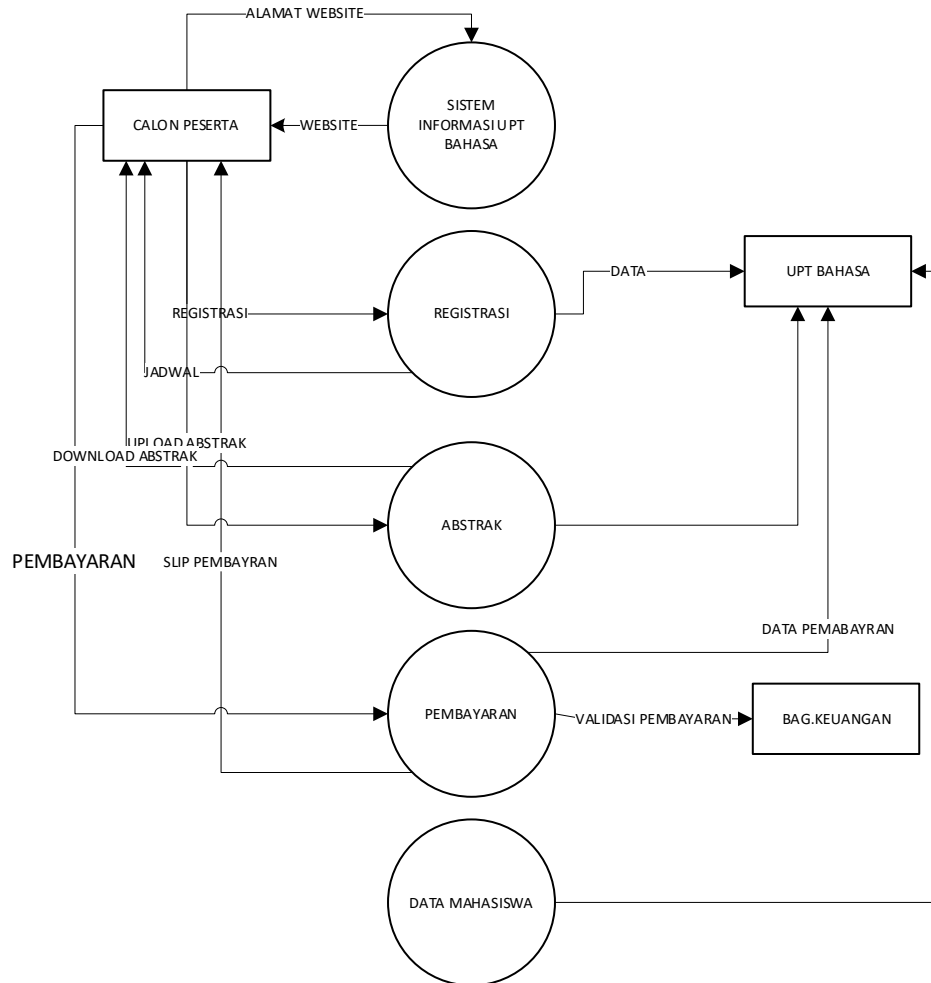 ALAMAT WEBSITE
SISTEM
INFORMASI UPT
BAHASA
CALON PESERTA
WEBSITE
UPT BAHASA
DATA
REGISTRASI
REGISTRASI
JADWAL
UPLOAD ABSTRAK
DOWNLOAD ABSTRAK
ABSTRAK
PEMBAYARAN
SLIP PEMBAYRAN
DATA PEMABAYRAN
PEMBAYARAN
VALIDASI PEMBAYARAN
BAG.KEUANGAN
DATA MAHASISWA